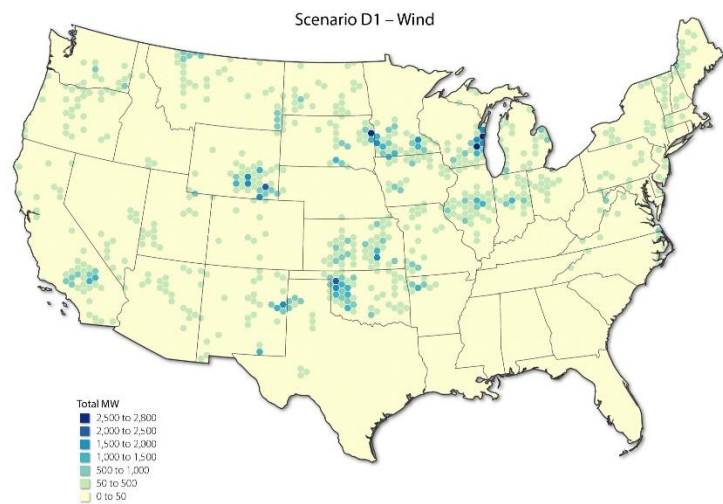 Scenario D1 – Wind
Total MW
2,500 to 2,800
2,000 to 2,500
1,500 to 2,000
1,000 to 1,500
500 to 1,000
50 to 500
0 to 50